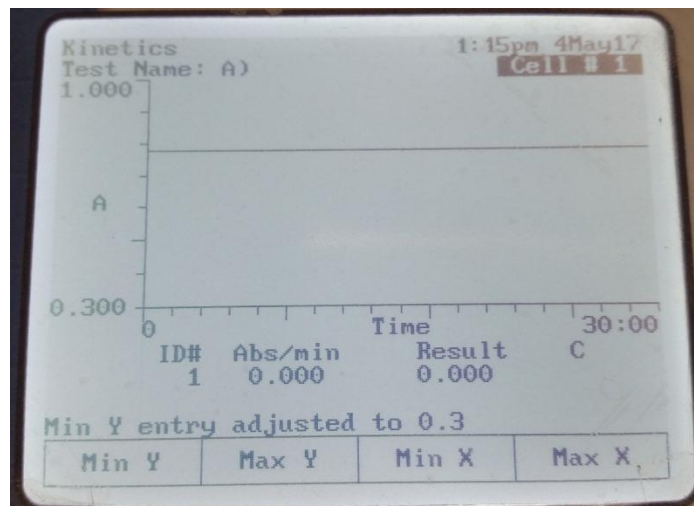 Kinetics 1:15pm 4May17
Test Name: A) Cell # 1
1.000
A
0.300
0 Time 30:00
ID# Abs/min Result C
1 0.000 0.000
Min Y entry adjusted to 0.3
Min Y Max Y Min X Max X